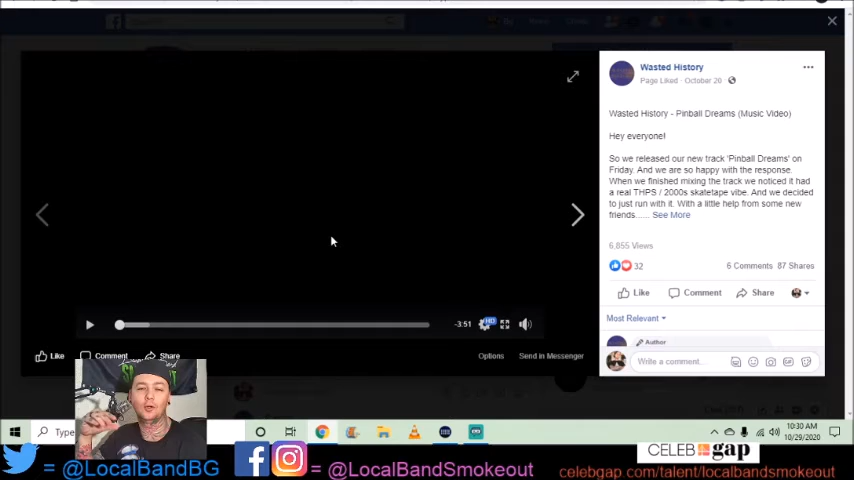 Wasted History
Page Liked · October 20
Wasted History - Pinball Dreams (Music Video)
Hey everyone!
So we released our new track 'Pinball Dreams' on
Friday. And we are so happy with the response.
When we finished mixing the track we noticed it had
a real THPS / 2000s skatetape vibe. And we decided
to just run with it. With a little help from some new
friends...... See More
6,855 Views
32
6 Comments 87 Shares
Like Comment Share
Most Relevant
Author
Write a comment...
GIF
-3:51
HD
Like Comment Share
Options Send in Messenger
Type
10:30 AM
10/29/2020
CELEB gap
= @LocalBandBG
= @LocalBandSmokeout
celebgap.com/talent/localbandsmokeout